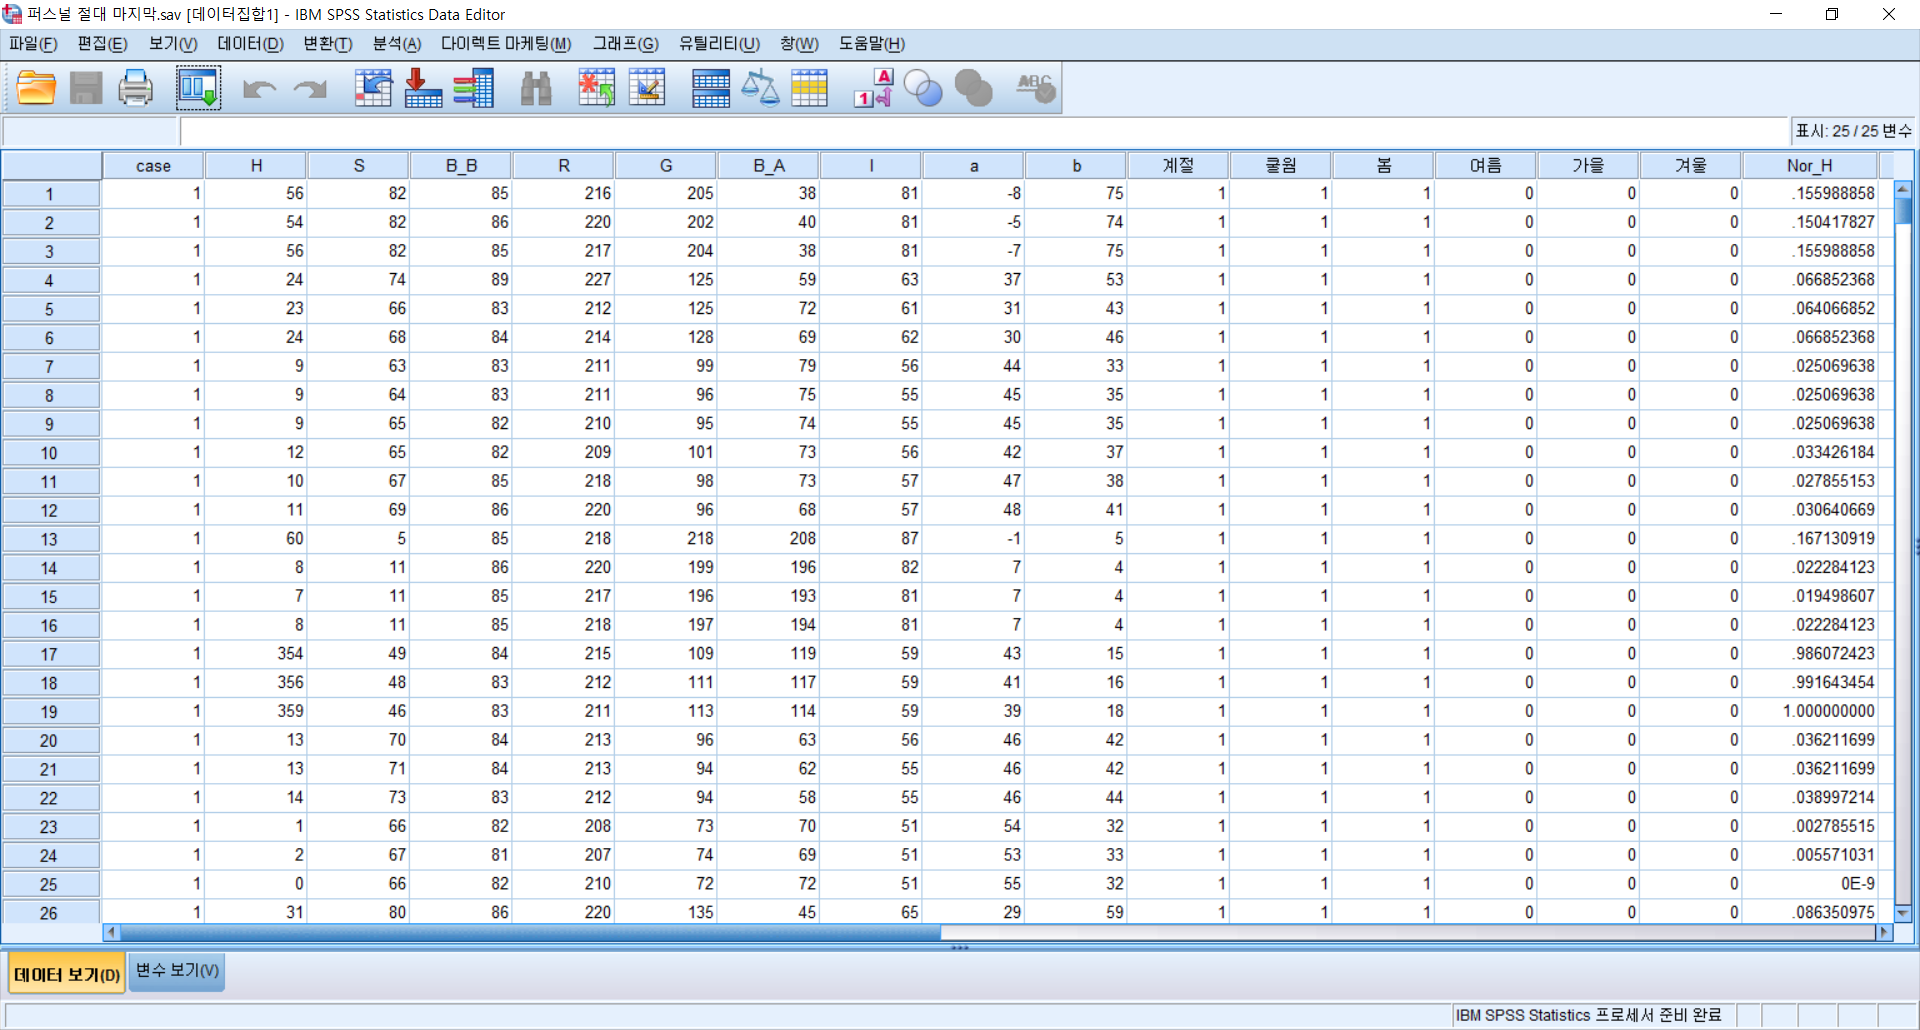 퍼스널 절대 마지막.sav [데이터집합1] - IBM SPSS Statistics Data Editor
파일(F) 편집(E) 보기(V) 데이터(D) 변환(T) 분석(A) 다이렉트 마케팅(M) 그래프(G) 유틸리티(U) 창(W) 도움말(H)
표시: 25 / 25 변수
case H S B_B R G B_A I a b 계절 쿨웜 봄 여름 가을 겨울 Nor_H
1 1 56 82 85 216 205 38 81 -8 75 1 1 1 0 0 0 .155988858
2 1 54 82 86 220 202 40 81 -5 74 1 1 1 0 0 0 .150417827
3 1 56 82 85 217 204 38 81 -7 75 1 1 1 0 0 0 .155988858
4 1 24 74 89 227 125 59 63 37 53 1 1 1 0 0 0 .066852368
5 1 23 66 83 212 125 72 61 31 43 1 1 1 0 0 0 .064066852
6 1 24 68 84 214 128 69 62 30 46 1 1 1 0 0 0 .066852368
7 1 9 63 83 211 99 79 56 44 33 1 1 1 0 0 0 .025069638
8 1 9 64 83 211 96 75 55 45 35 1 1 1 0 0 0 .025069638
9 1 9 65 82 210 95 74 55 45 35 1 1 1 0 0 0 .025069638
10 1 12 65 82 209 101 73 56 42 37 1 1 1 0 0 0 .033426184
11 1 10 67 85 218 98 73 57 47 38 1 1 1 0 0 0 .027855153
12 1 11 69 86 220 96 68 57 48 41 1 1 1 0 0 0 .030640669
13 1 60 5 85 218 218 208 87 -1 5 1 1 1 0 0 0 .167130919
14 1 8 11 86 220 199 196 82 7 4 1 1 1 0 0 0 .022284123
15 1 7 11 85 217 196 193 81 7 4 1 1 1 0 0 0 .019498607
16 1 8 11 85 218 197 194 81 7 4 1 1 1 0 0 0 .022284123
17 1 354 49 84 215 109 119 59 43 15 1 1 1 0 0 0 .986072423
18 1 356 48 83 212 111 117 59 41 16 1 1 1 0 0 0 .991643454
19 1 359 46 83 211 113 114 59 39 18 1 1 1 0 0 0 1.000000000
20 1 13 70 84 213 96 63 56 46 42 1 1 1 0 0 0 .036211699
21 1 13 71 84 213 94 62 55 46 42 1 1 1 0 0 0 .036211699
22 1 14 73 83 212 94 58 55 46 44 1 1 1 0 0 0 .038997214
23 1 1 66 82 208 73 70 51 54 32 1 1 1 0 0 0 .002785515
24 1 2 67 81 207 74 69 51 53 33 1 1 1 0 0 0 .005571031
25 1 0 66 82 210 72 72 51 55 32 1 1 1 0 0 0 0E-9
26 1 31 80 86 220 135 45 65 29 59 1 1 1 0 0 0 .086350975
데이터 보기(D) 변수 보기(V)
IBM SPSS Statistics 프로세서 준비 완료